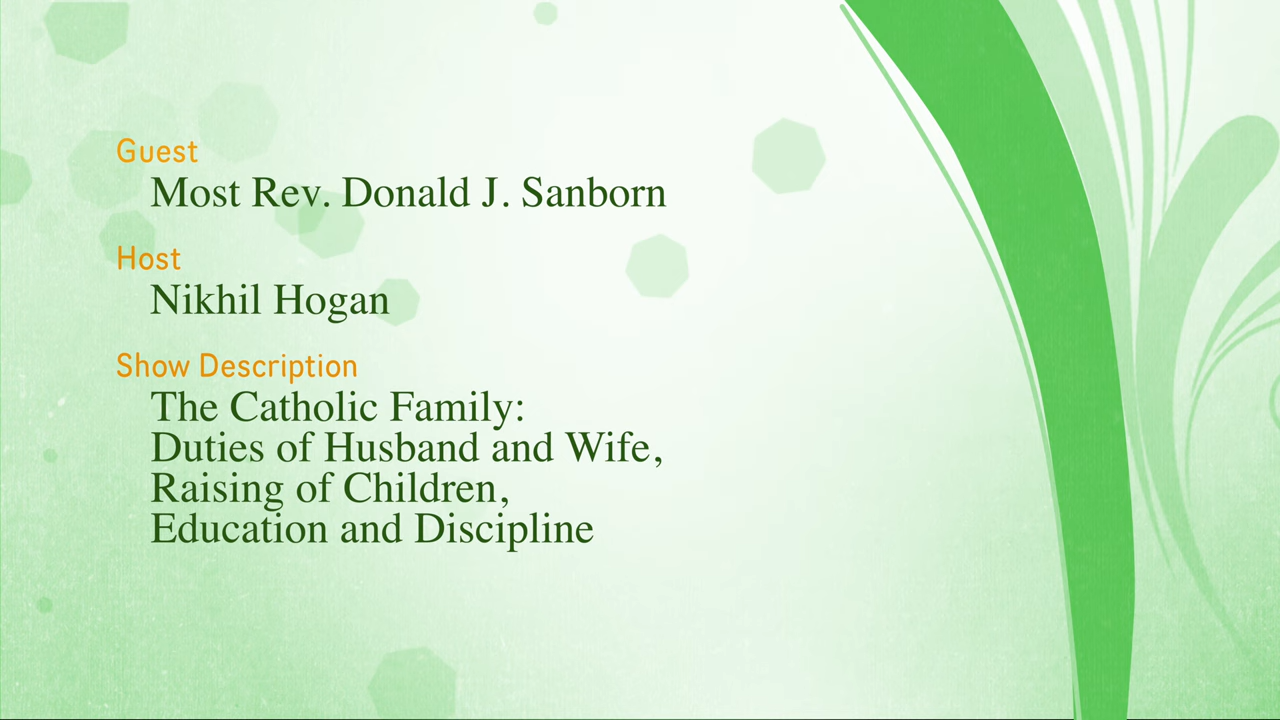 Guest
Most Rev. Donald J. Sanborn
Host
Nikhil Hogan
Show Description
The Catholic Family:
Duties of Husband and Wife,
Raising of Children,
Education and Discipline